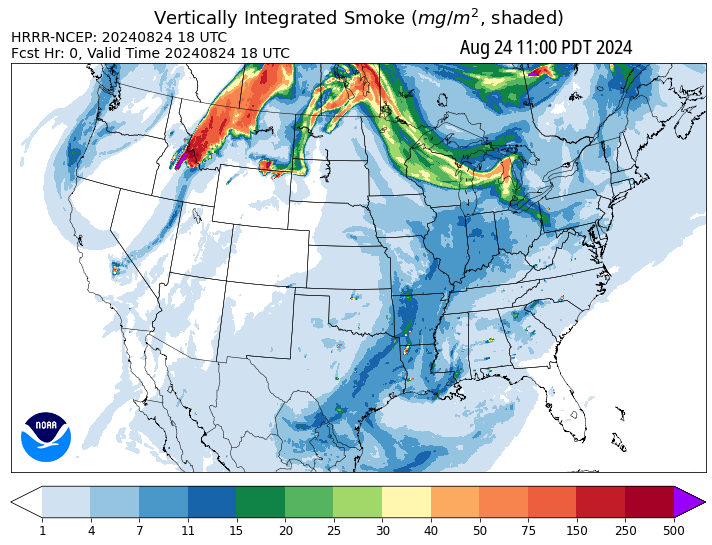 Vertically Integrated Smoke (mg/m², shaded)
HRRR-NCEP: 20240824 18 UTC
Fcst Hr: 0, Valid Time 20240824 18 UTC
Aug 24 11:00 PDT 2024
NOAA
1 4 7 11 15 20 25 30 40 50 75 150 250 500